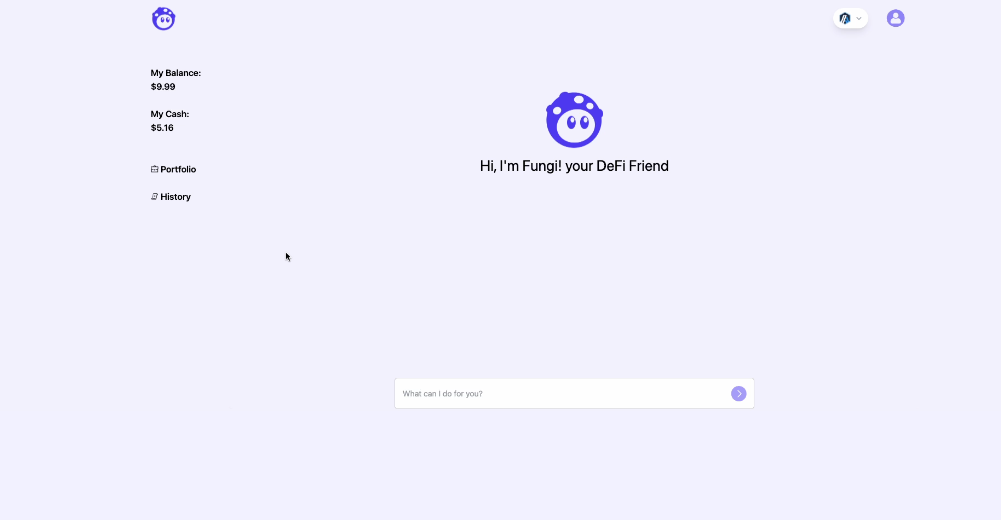 My Balance:
$9.99
My Cash:
$5.16
Portfolio
History
Hi, I'm Fungi! your DeFi Friend
What can I do for you?